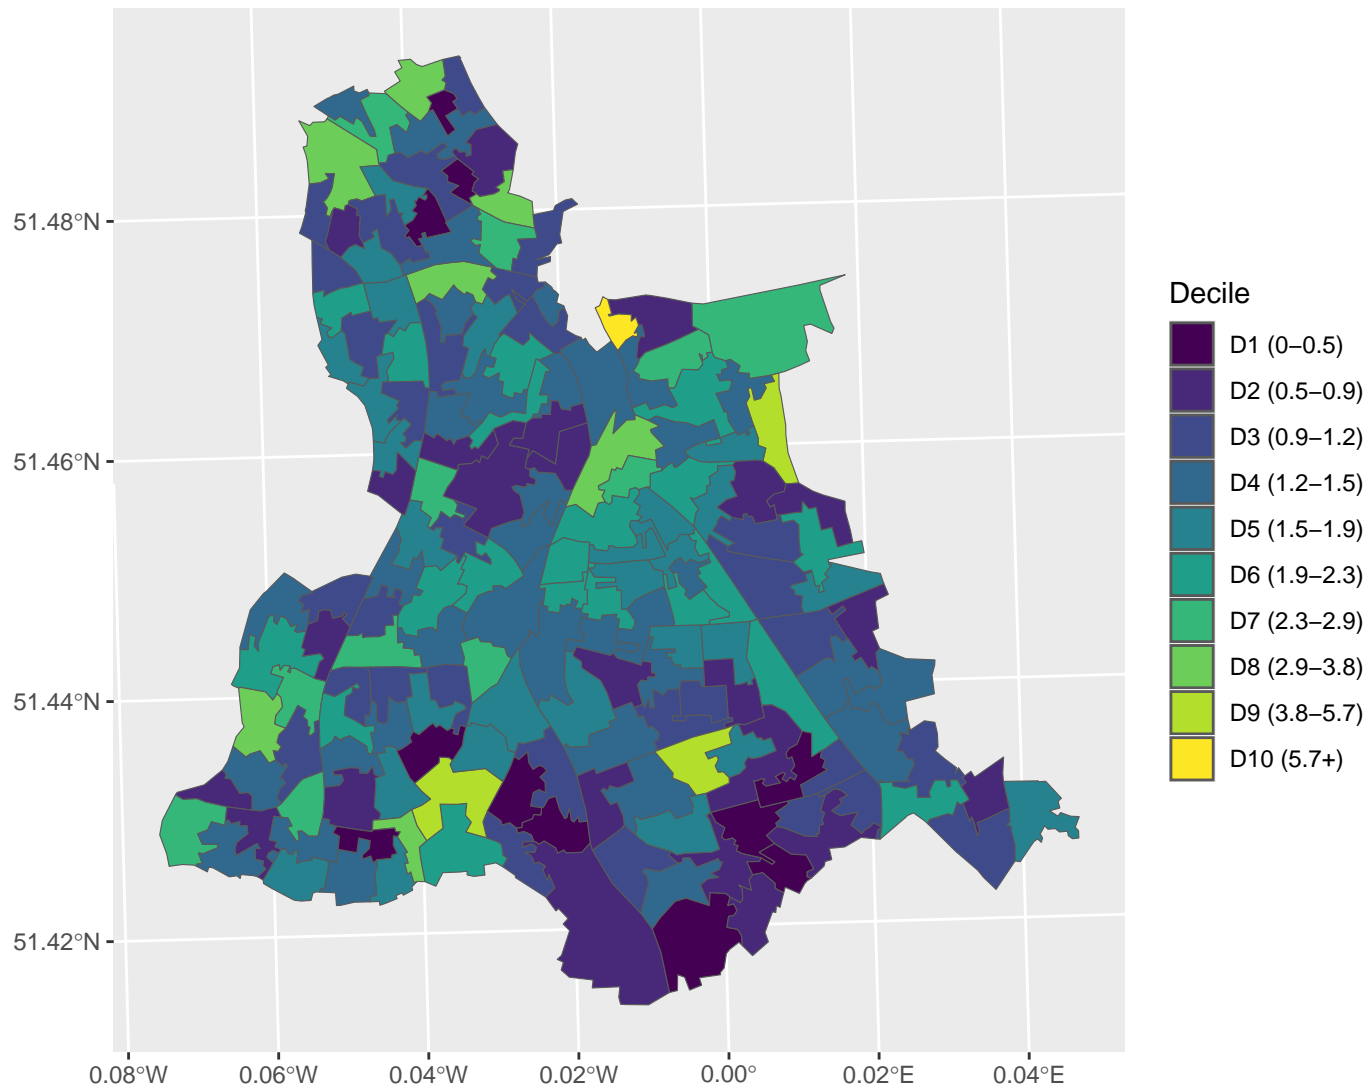 51.48°N
51.46°N
51.44°N
51.42°N
0.08°W
0.06°W
0.04°W
0.02°W
0.00°
0.02°E
0.04°E
Decile
D1 (0−0.5)
D2 (0.5−0.9)
D3 (0.9−1.2)
D4 (1.2−1.5)
D5 (1.5−1.9)
D6 (1.9−2.3)
D7 (2.3−2.9)
D8 (2.9−3.8)
D9 (3.8−5.7)
D10 (5.7+)